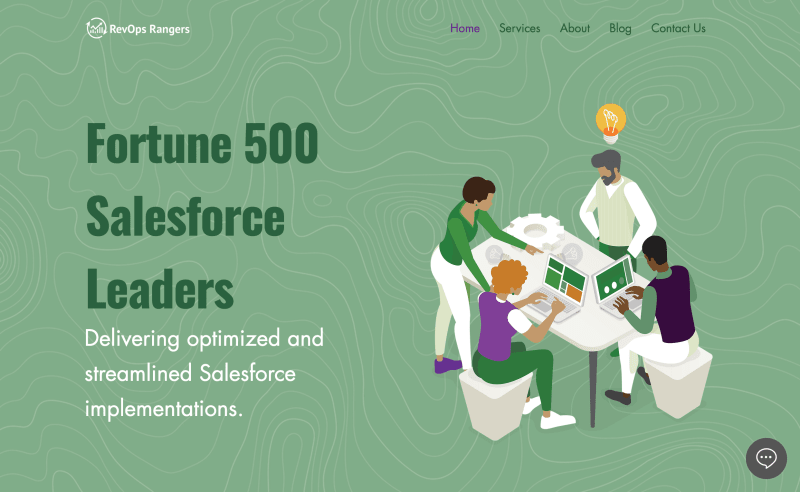 RevOps Rangers
Home Services About Blog Contact Us
Fortune 500
Salesforce
Leaders
Delivering optimized and
streamlined Salesforce
implementations.